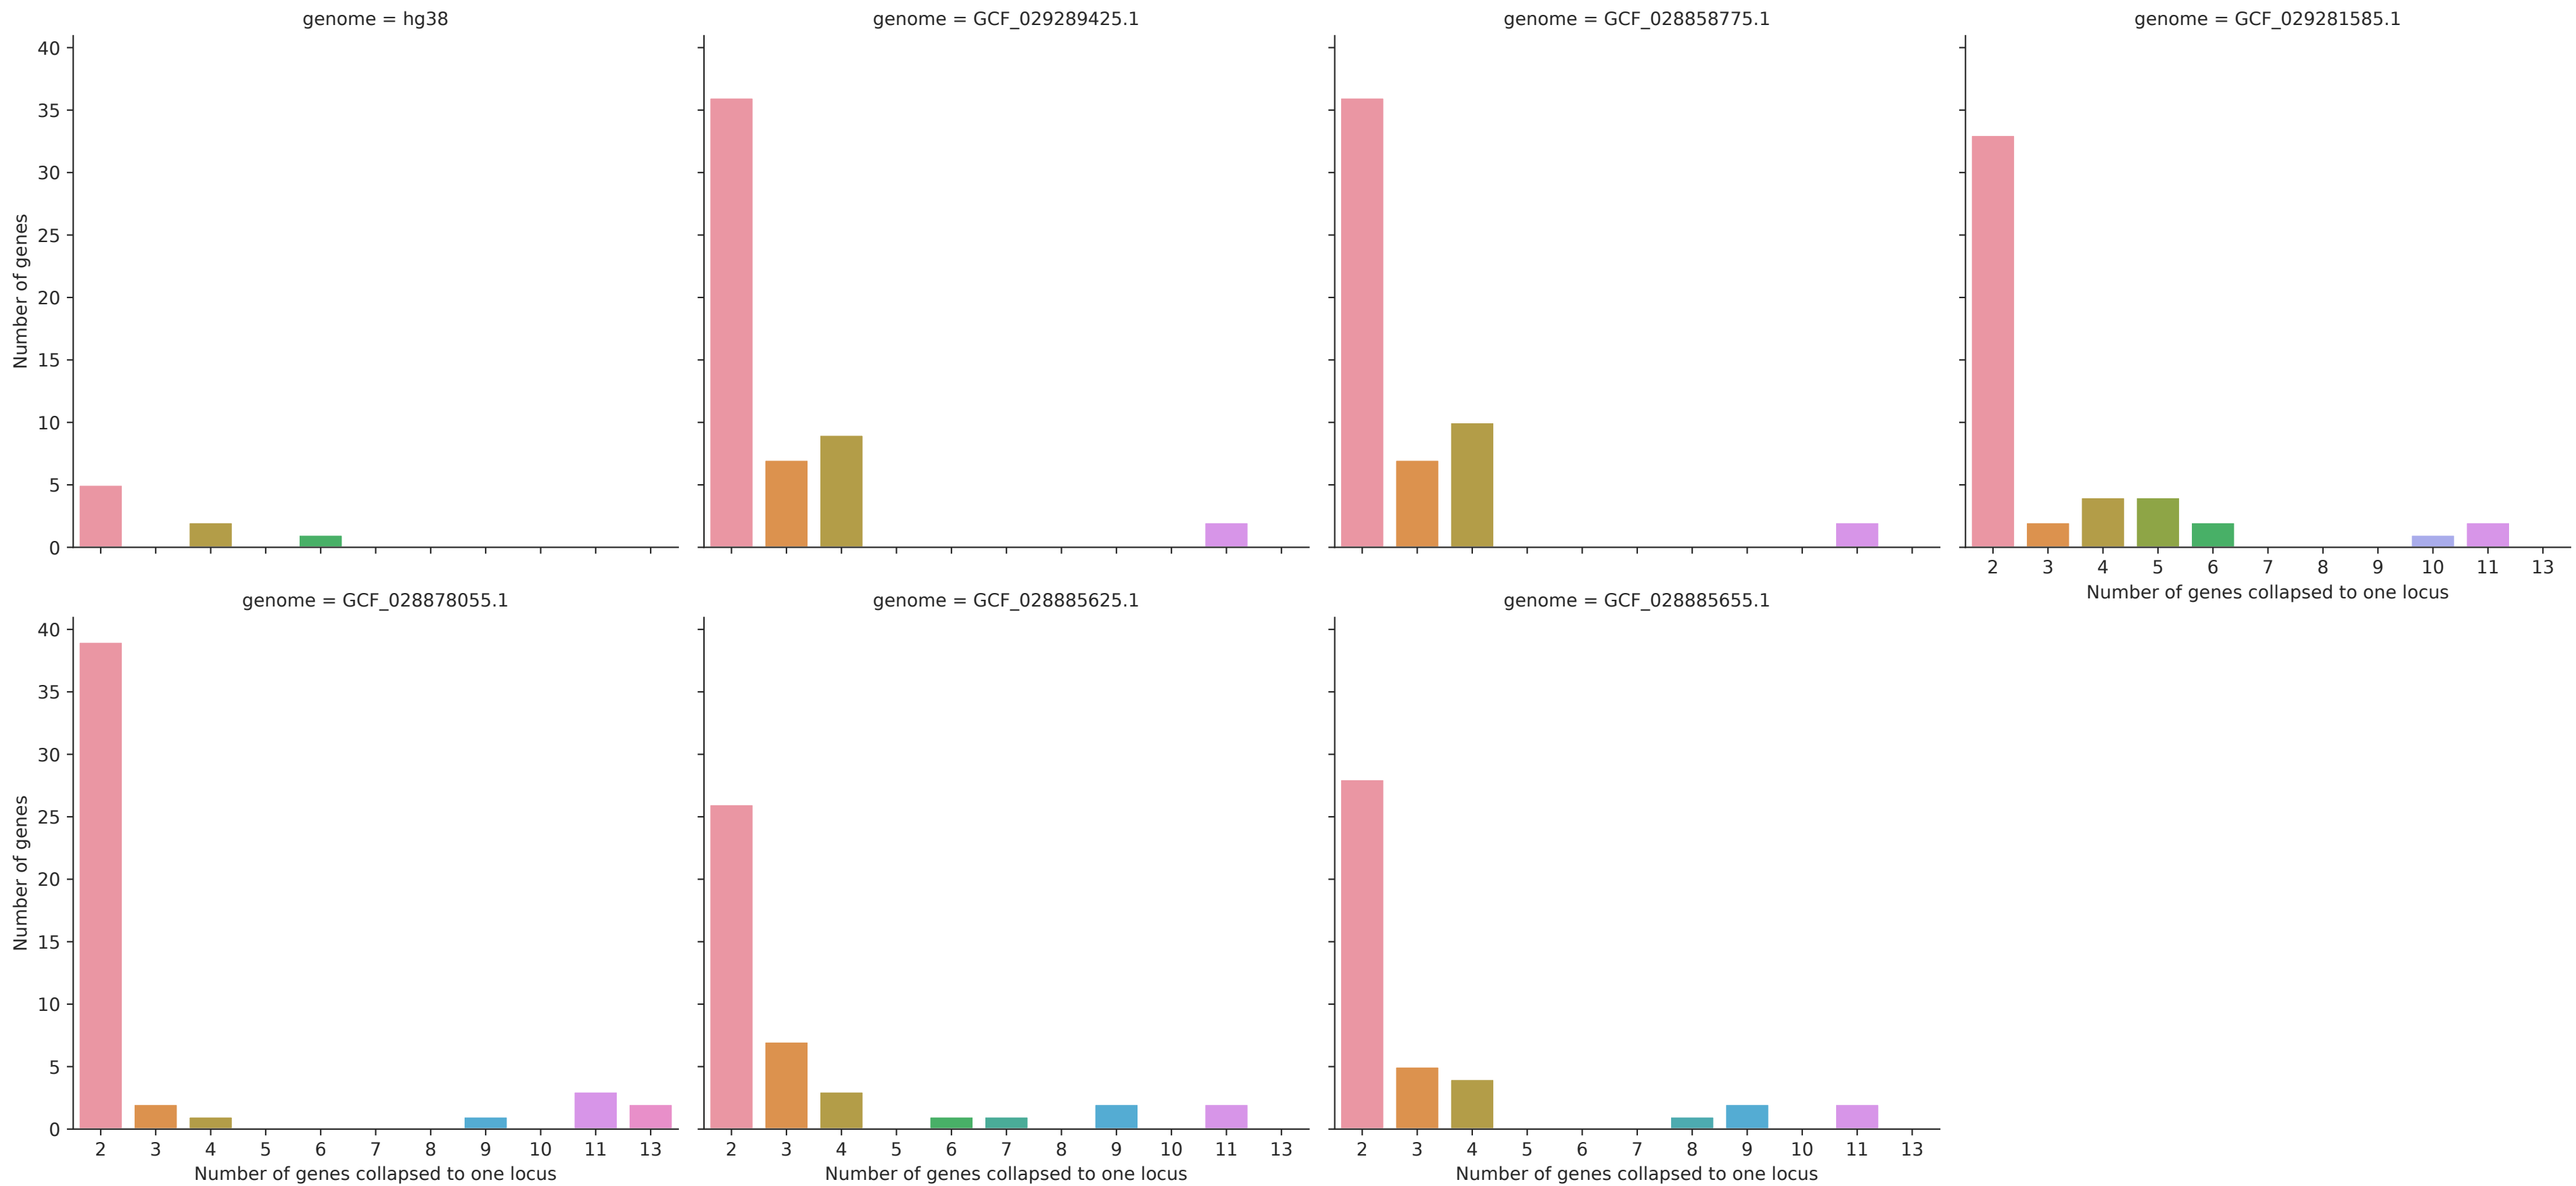 genome = hg38
genome = GCF_029289425.1
genome = GCF_028858775.1
genome = GCF_029281585.1
Number of genes
40
35
30
25
20
15
10
5
0
2 3 4 5 6 7 8 9 10 11 13
Number of genes collapsed to one locus
genome = GCF_028878055.1
genome = GCF_028885625.1
genome = GCF_028885655.1
Number of genes
40
35
30
25
20
15
10
5
0
2 3 4 5 6 7 8 9 10 11 13
Number of genes collapsed to one locus
2 3 4 5 6 7 8 9 10 11 13
Number of genes collapsed to one locus
2 3 4 5 6 7 8 9 10 11 13
Number of genes collapsed to one locus